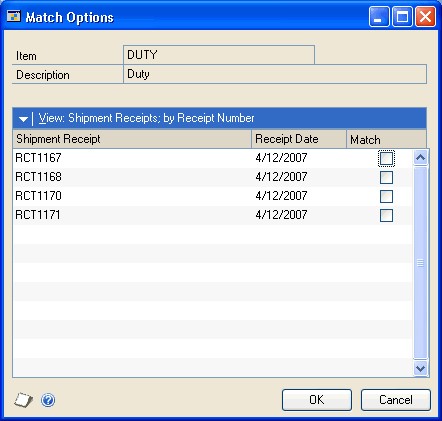 Match Options
Item DUTY
Description Duty
View: Shipment Receipts; by Receipt Number
Shipment Receipt Receipt Date Match
RCT1167 4/12/2007
RCT1168 4/12/2007
RCT1170 4/12/2007
RCT1171 4/12/2007
OK Cancel